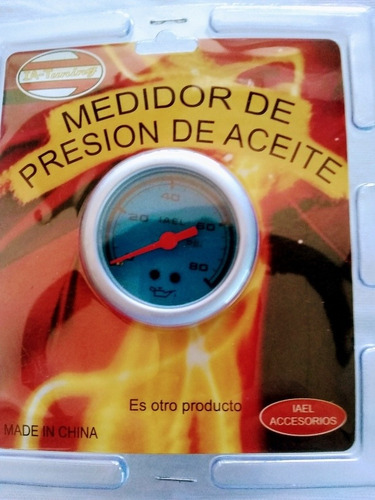 MEDIDOR DE
PRESION DE ACEITE
40
20
IAEL
60
80
Es otro producto
IAEL
ACCESORIOS
MADE IN CHINA